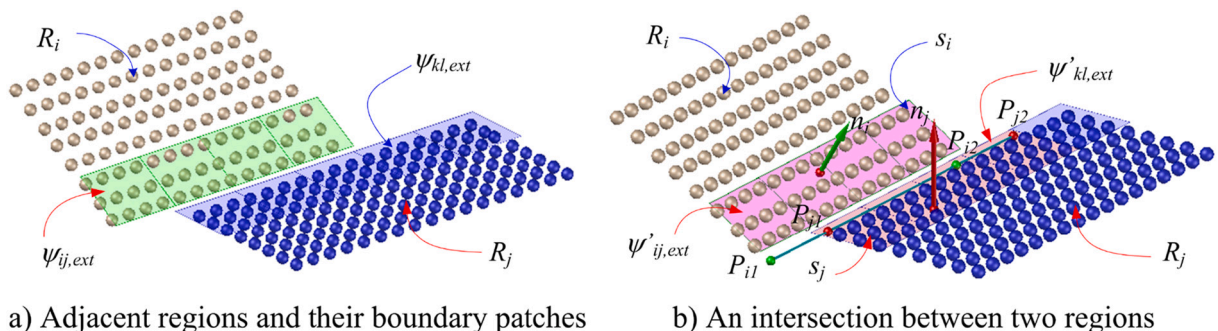 R_i
ψ_kl,ext
ψ_ij,ext
R_j
a) Adjacent regions and their boundary patches
R_i
s_i
ψ'_kl,ext
n_i
n_j
P_j2
P_i2
P_j1
ψ'_ij,ext
P_i1
s_j
R_j
b) An intersection between two regions